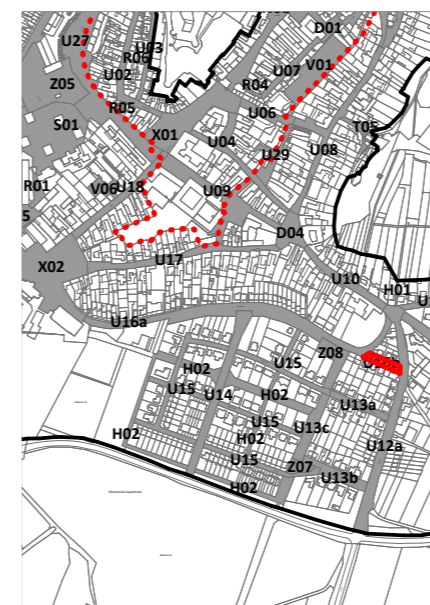 D01
U27
U03
R06
V01
U02
U07
Z05
R04
R05
U06
S01
T05
X01
U04
U08
U29
R01
V06
U18
U09
5
D04
U17
X02
U10
H01
U16a
Z08
U15
H02
U15
U14
H02
U13a
U15
U13c
H02
H02
U12a
U15
Z07
U13b
H02